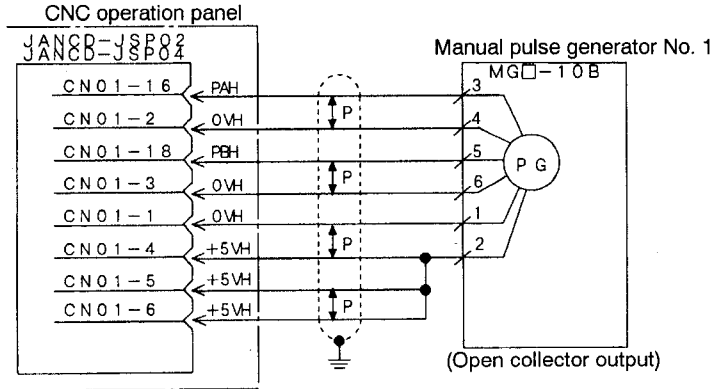 CNC operation panel
JANCD-JSP02
JANCD-JSP04
Manual pulse generator No. 1
MG□-10B
CN01-16 PAH 3
P
CN01-2 0VH 4
CN01-18 PBH 5
P G
P
CN01-3 0VH 6
CN01-1 0VH 1
P
CN01-4 +5VH 2
CN01-5 +5VH
P
CN01-6 +5VH
(Open collector output)